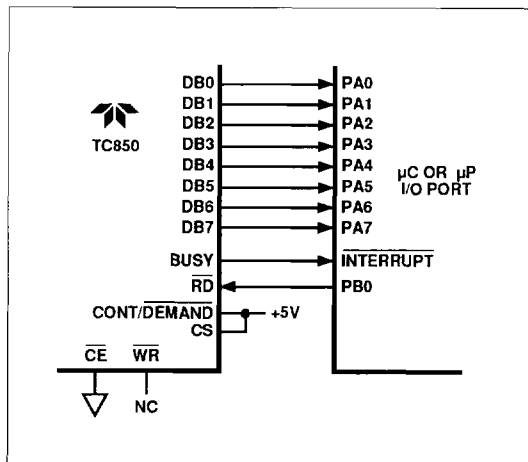 DB0 PA0
DB1 PA1
DB2 PA2
TC850
DB3 PA3
DB4 PA4
µC OR µP
I/O PORT
DB5 PA5
DB6 PA6
DB7 PA7
BUSY INTERRUPT
RD PB0
CONT/DEMAND +5V
CS
CE WR
NC